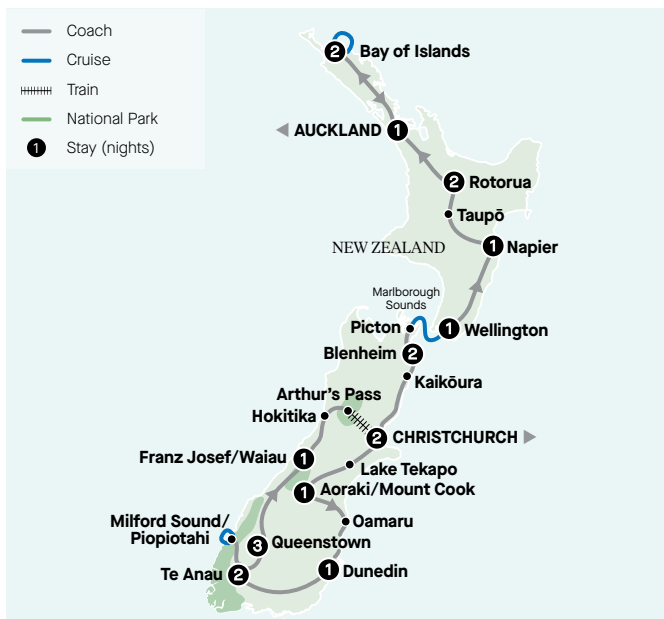 Coach
Cruise
Train
National Park
1 Stay (nights)
2 Bay of Islands
AUCKLAND 1
2 Rotorua
Taupō
NEW ZEALAND
1 Napier
Marlborough
Sounds
Picton
1 Wellington
Blenheim 2
Kaikōura
Arthur's Pass
Hokitika
2 CHRISTCHURCH
Franz Josef/Waiau 1
Lake Tekapo
1 Aoraki/Mount Cook
Milford Sound/
Piopiotahi
Oamaru
3 Queenstown
Te Anau 2
1 Dunedin